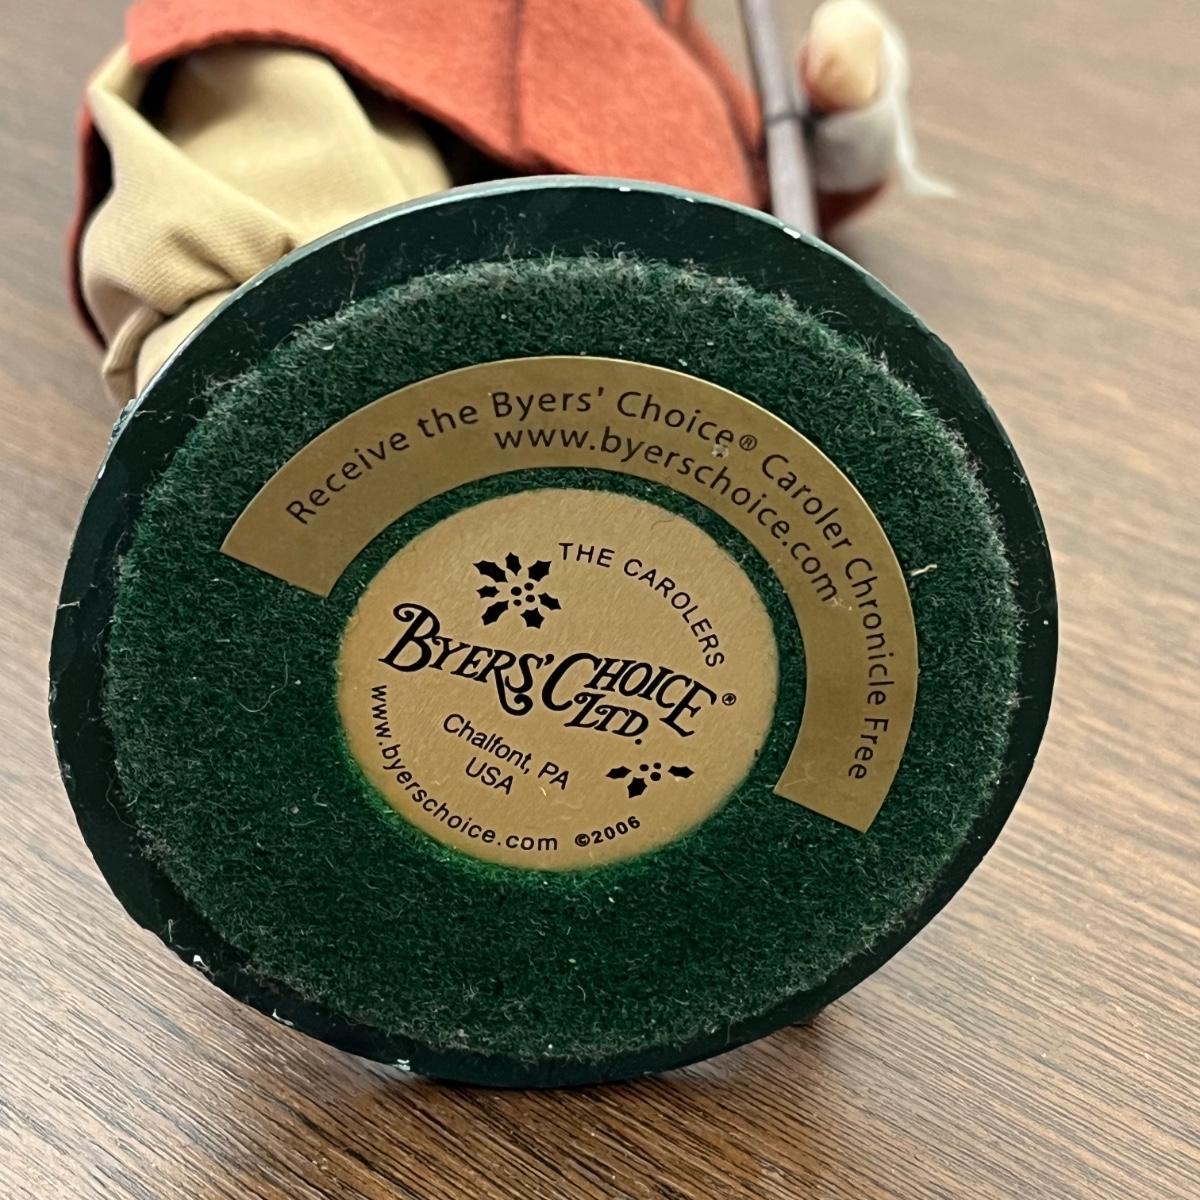 Receive the Byers' Choice® Caroler Chronicle Free
www.byerschoice.com
THE CAROLERS
BYERS' CHOICE®
LTD.
Chalfont, PA
USA
www.byerschoice.com ©2006